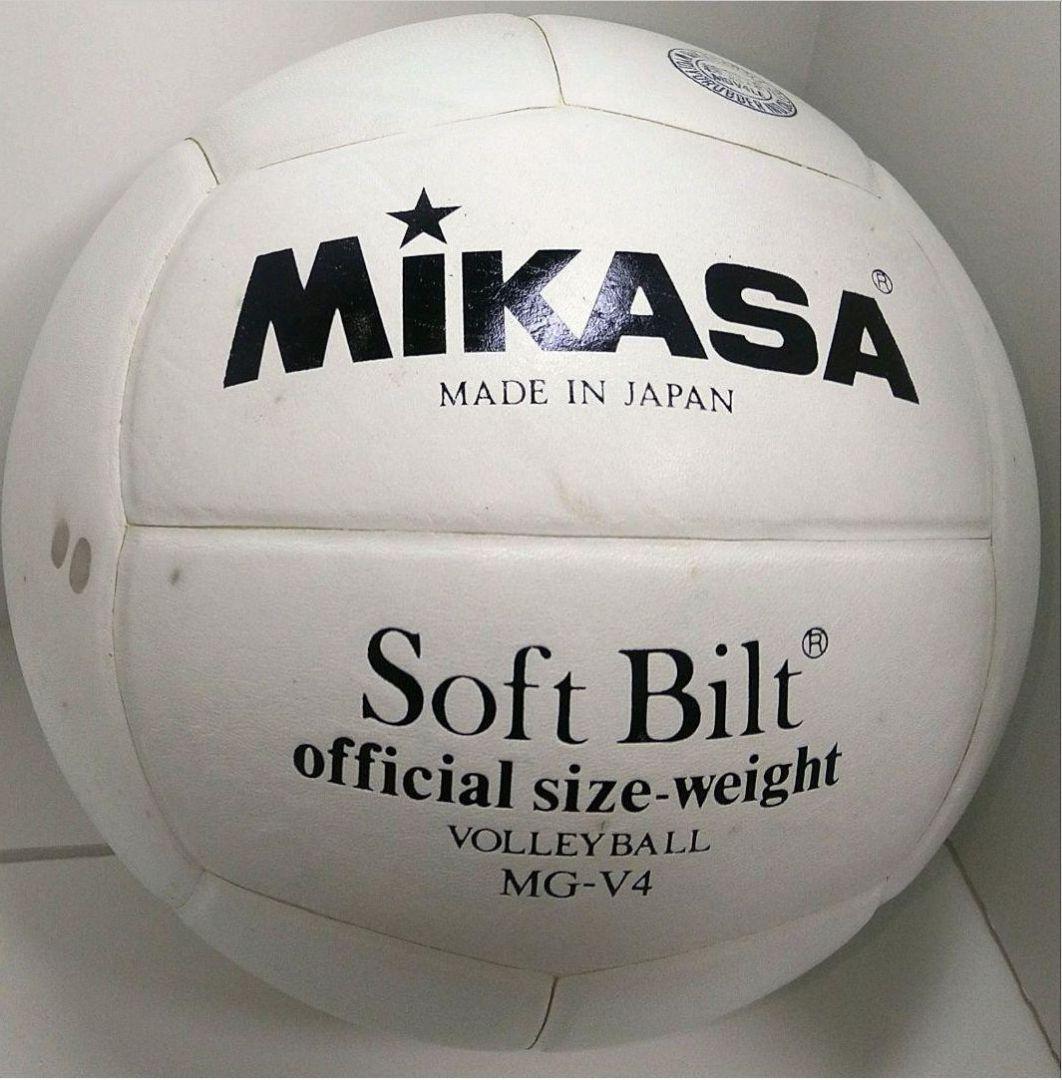 MiKASA®
MADE IN JAPAN
Soft Bilt®
official size-weight
VOLLEYBALL
MG-V4